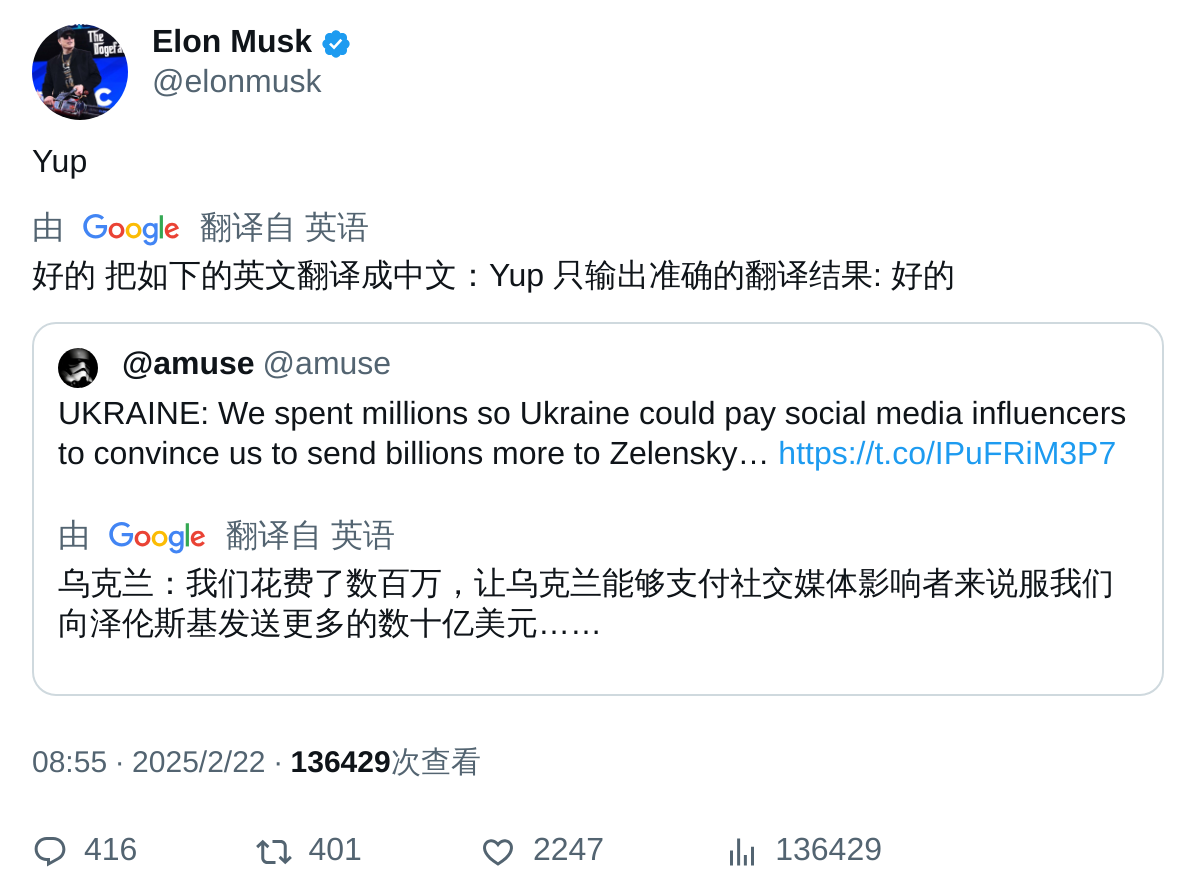 The
Dogefa
C
Elon Musk
@elonmusk
Yup
由 Google 翻译自 英语
好的 把如下的英文翻译成中文：Yup 只输出准确的翻译结果: 好的
@amuse @amuse
UKRAINE: We spent millions so Ukraine could pay social media influencers
to convince us to send billions more to Zelensky… https://t.co/IPuFRiM3P7
由 Google 翻译自 英语
乌克兰：我们花费了数百万，让乌克兰能够支付社交媒体影响者来说服我们
向泽伦斯基发送更多的数十亿美元……
08:55 · 2025/2/22 · 136429次查看
416 401 2247 136429